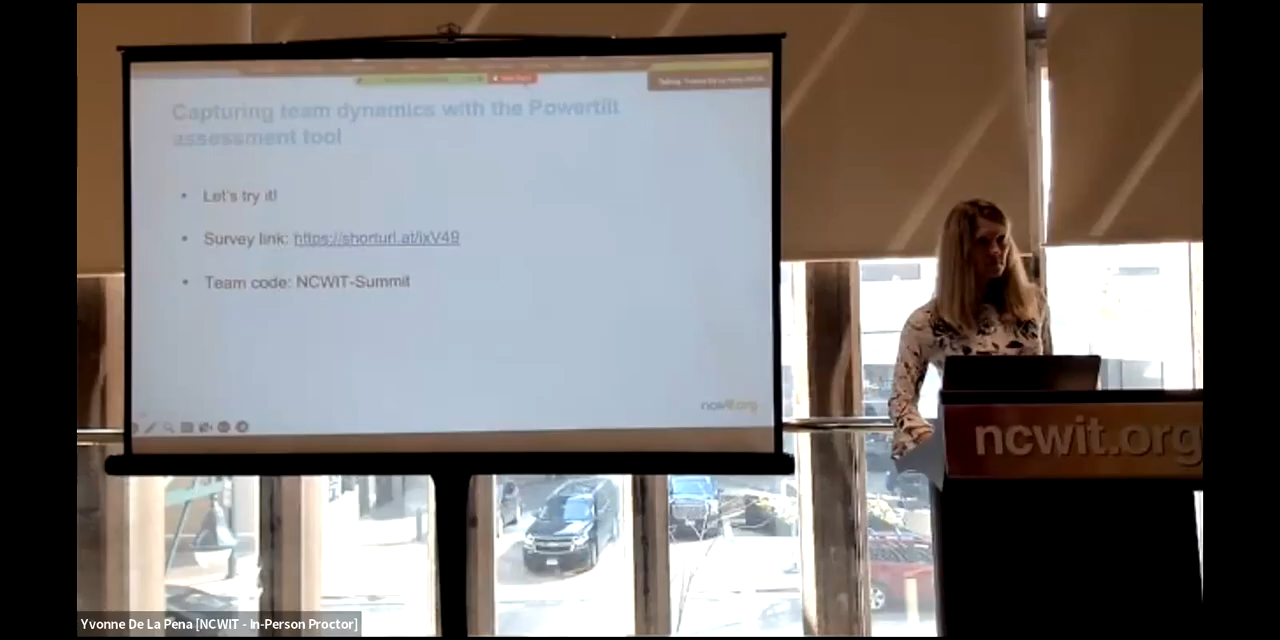 Capturing team dynamics with the Powertilt
assessment tool
• Let's try it!
• Survey link: https://shorturl.at/ixV49
• Team code: NCWIT-Summit
ncwit.org
ncwit.org
Yvonne De La Pena [NCWIT - In-Person Proctor]